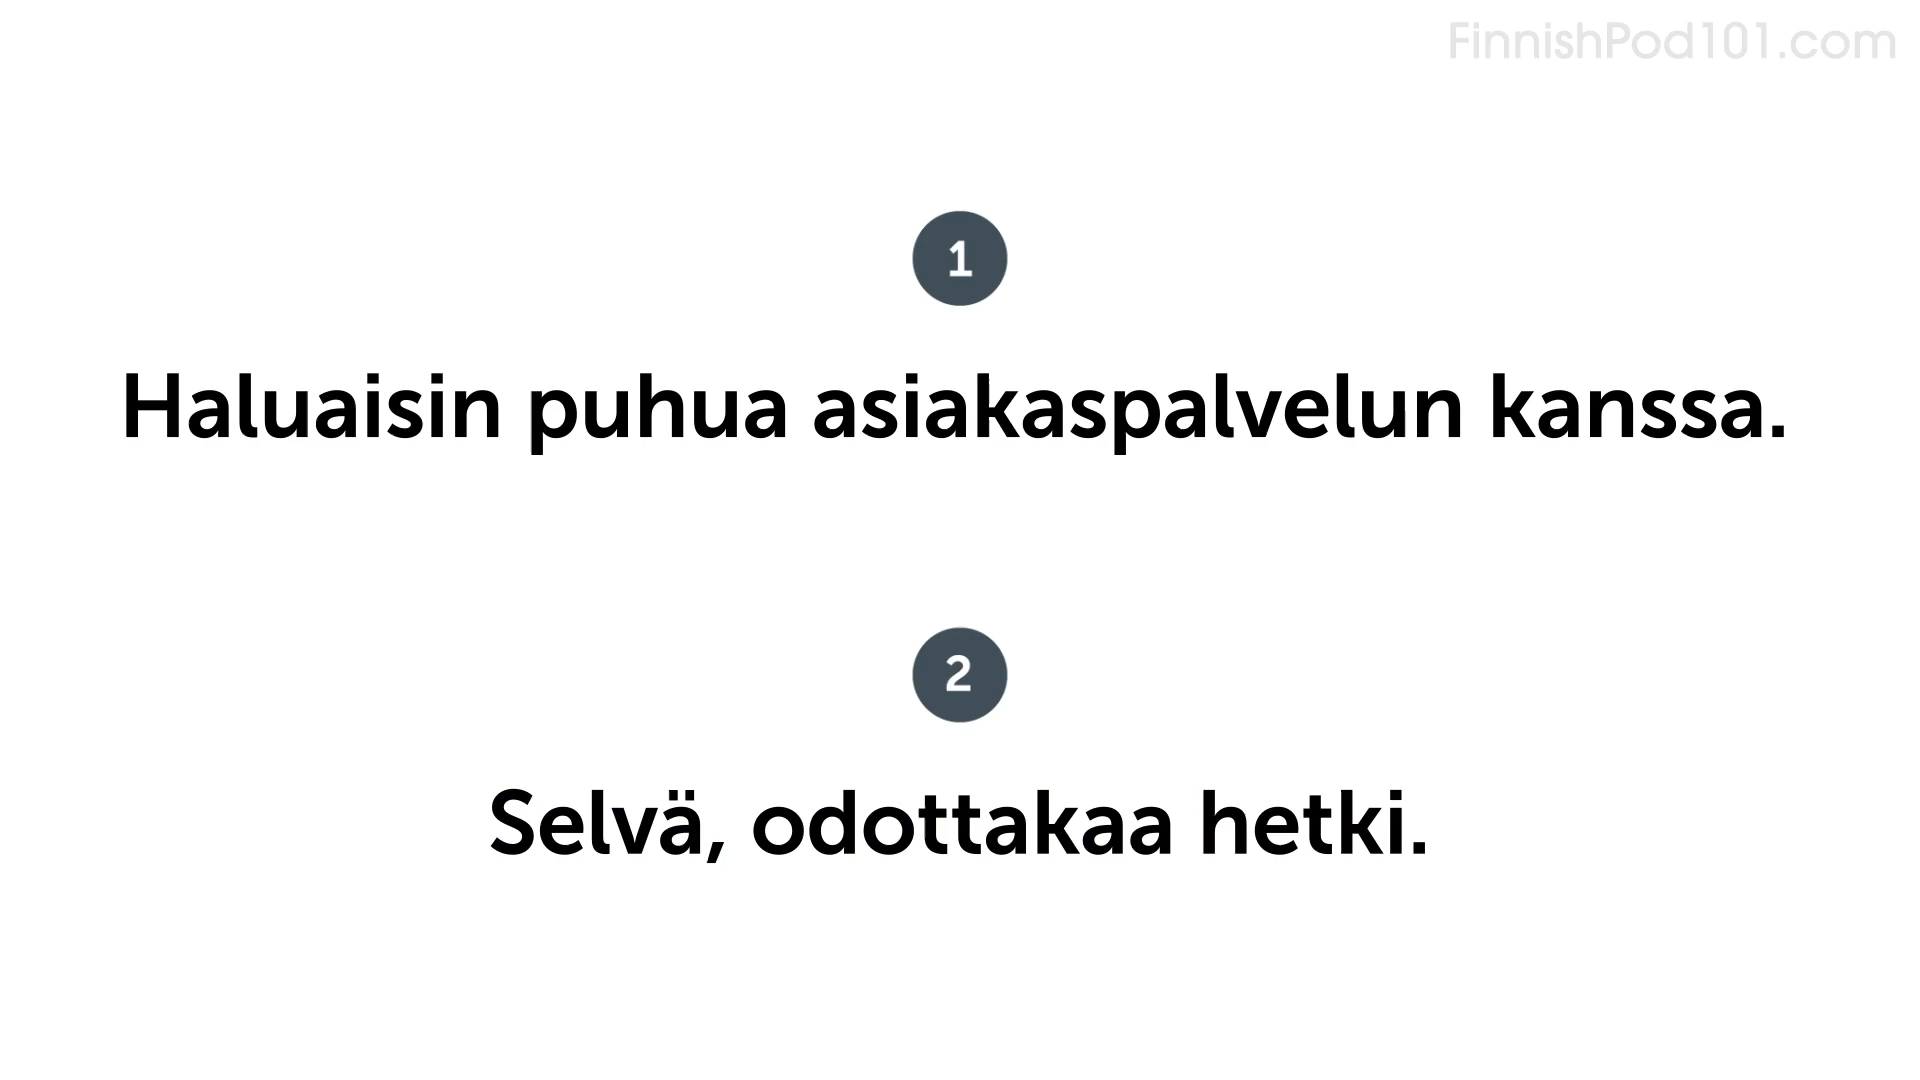 FinnishPod101.com
1
Haluaisin puhua asiakaspalvelun kanssa.
2
Selvä, odottakaa hetki.